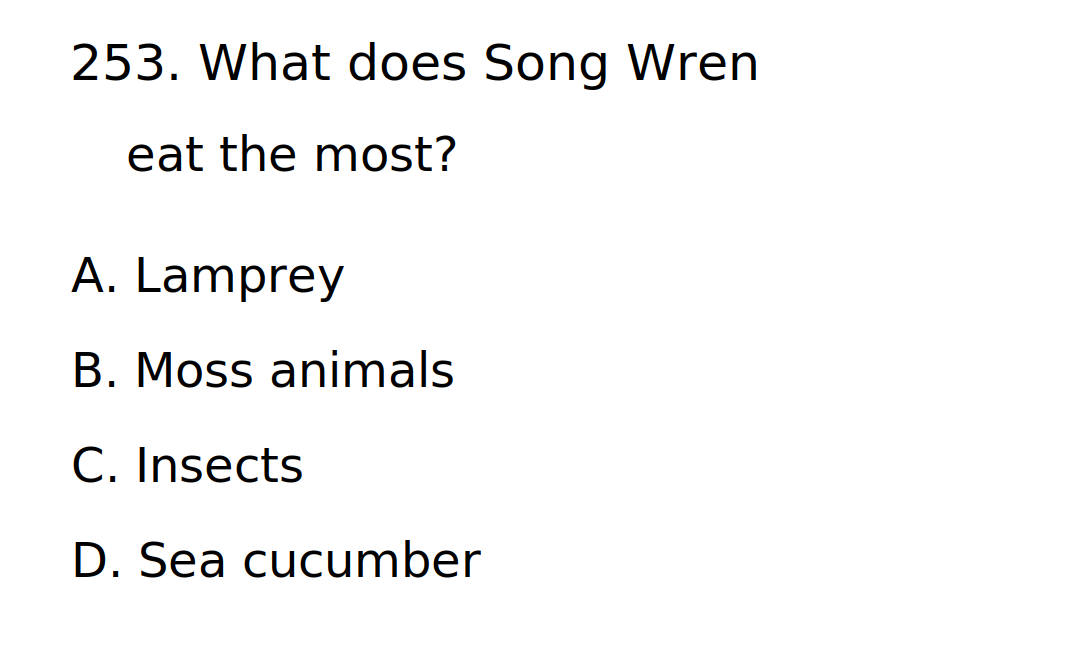 253. What does Song Wren
eat the most?
A. Lamprey
B. Moss animals
C. Insects
D. Sea cucumber